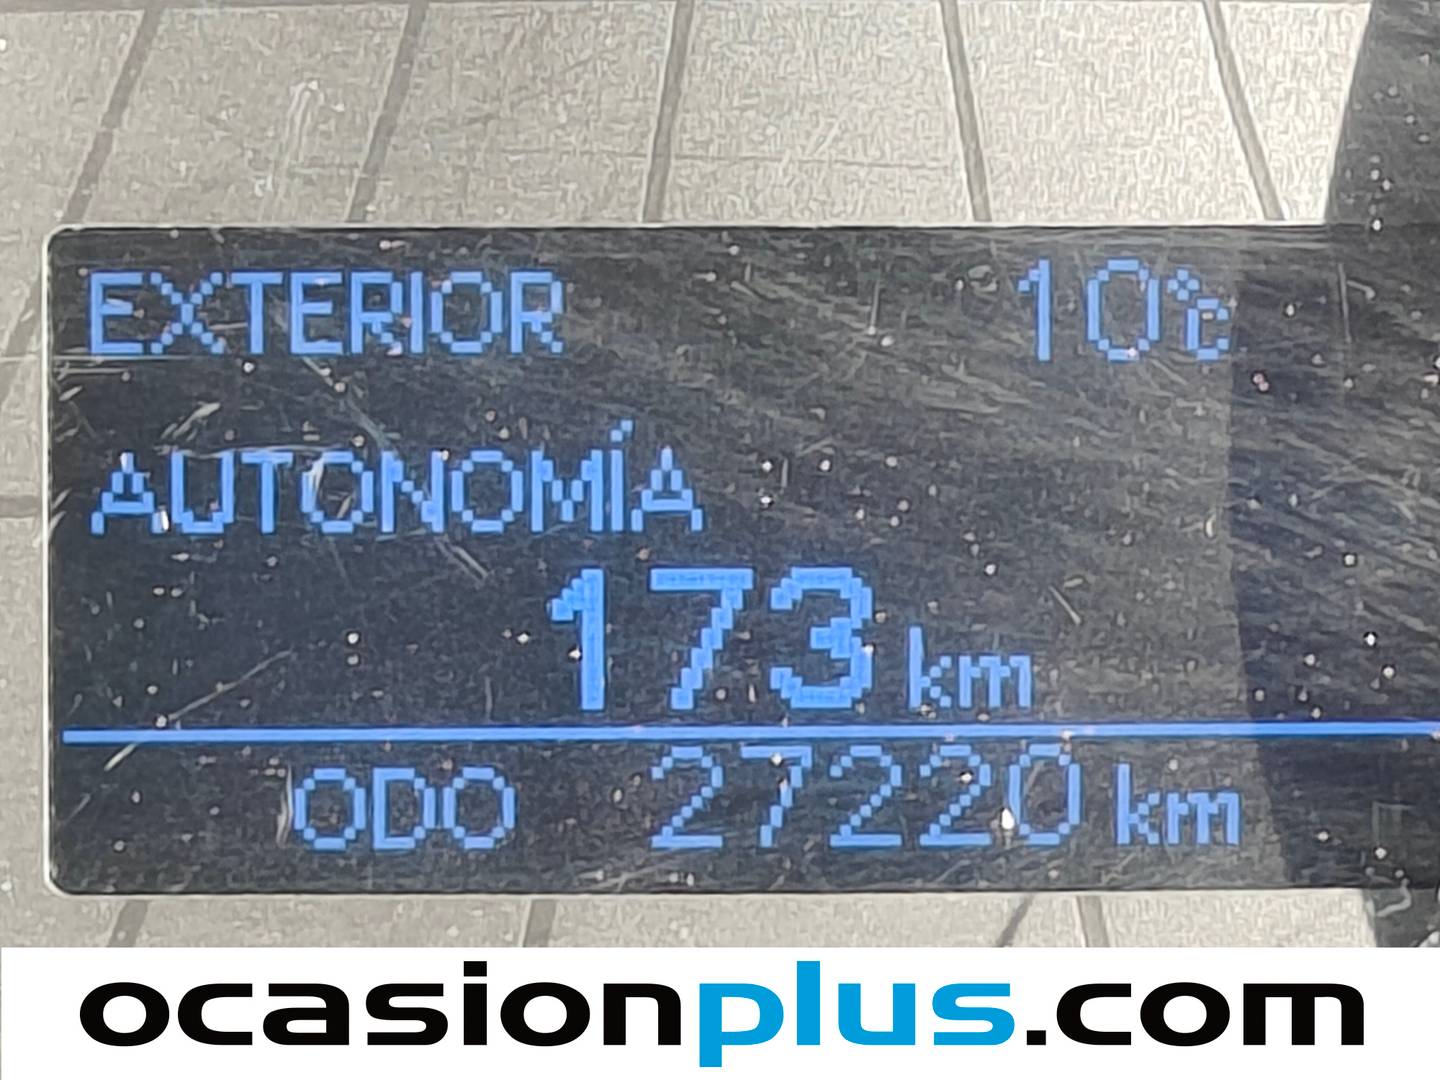 EXTERIOR 10°C
AUTONOMÍA
173 km
ODO 27220 km
ocasionplus.com